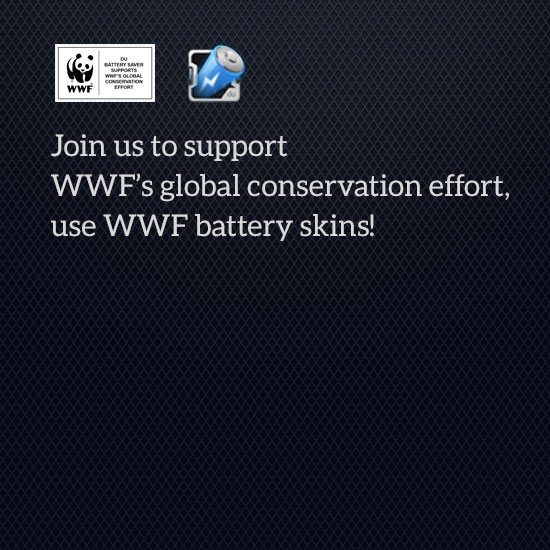 WWF
DU
BATTERY SAVER
SUPPORTS
WWF'S GLOBAL
CONSERVATION
EFFORT
Join us to support
WWF's global conservation effort,
use WWF battery skins!